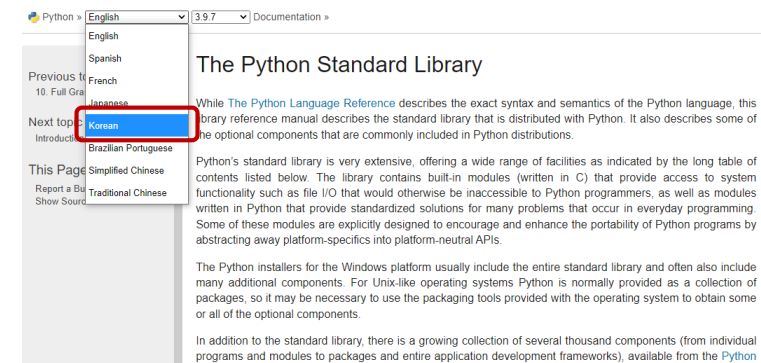 Python » English 3.9.7 Documentation »
English
Spanish
French
Japanese
Korean
Brazilian Portuguese
Simplified Chinese
Traditional Chinese
Previous to
10. Full Gra
Next topic
Introductio
This Page
Report a Bu
Show Sourc
The Python Standard Library
While The Python Language Reference describes the exact syntax and semantics of the Python language, this
library reference manual describes the standard library that is distributed with Python. It also describes some of
the optional components that are commonly included in Python distributions.
Python's standard library is very extensive, offering a wide range of facilities as indicated by the long table of
contents listed below. The library contains built-in modules (written in C) that provide access to system
functionality such as file I/O that would otherwise be inaccessible to Python programmers, as well as modules
written in Python that provide standardized solutions for many problems that occur in everyday programming.
Some of these modules are explicitly designed to encourage and enhance the portability of Python programs by
abstracting away platform-specifics into platform-neutral APIs.
The Python installers for the Windows platform usually include the entire standard library and often also include
many additional components. For Unix-like operating systems Python is normally provided as a collection of
packages, so it may be necessary to use the packaging tools provided with the operating system to obtain some
or all of the optional components.
In addition to the standard library, there is a growing collection of several thousand components (from individual
programs and modules to packages and entire application development frameworks), available from the Python